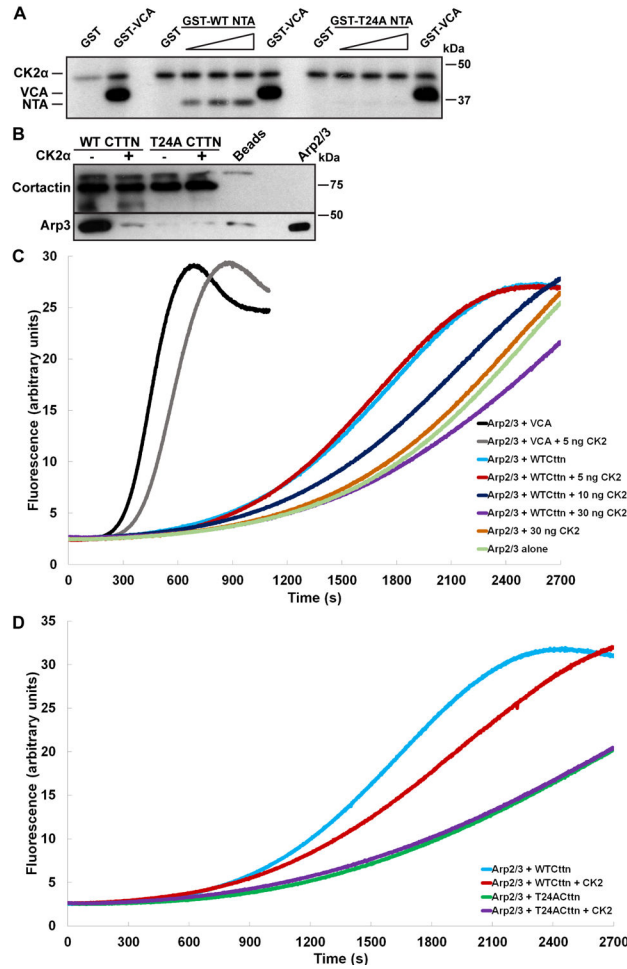 A
GST
GST-VCA
GST-WT NTA
GST-VCA
GST
GST-T24A NTA
GST-VCA
kDa
CK2α
VCA
NTA
50
37
B
WT CTTN
T24A CTTN
Beads
Arp2/3
CK2α
- + - +
kDa
Cortactin
75
50
Arp3
C
Fluorescence (arbitrary units)
30
25
20
15
10
5
0
0 300 600 900 1200 1500 1800 2100 2400 2700
Time (s)
Arp2/3 + VCA
Arp2/3 + VCA + 5 ng CK2
Arp2/3 + WTCttn
Arp2/3 + WTCttn + 5 ng CK2
Arp2/3 + WTCttn + 10 ng CK2
Arp2/3 + WTCttn + 30 ng CK2
Arp2/3 + 30 ng CK2
Arp2/3 alone
D
Fluorescence (arbitrary units)
35
30
25
20
15
10
5
0
0 300 600 900 1200 1500 1800 2100 2400 2700
Time (s)
Arp2/3 + WTCttn
Arp2/3 + WTCttn + CK2
Arp2/3 + T24ACttn
Arp2/3 + T24ACttn + CK2